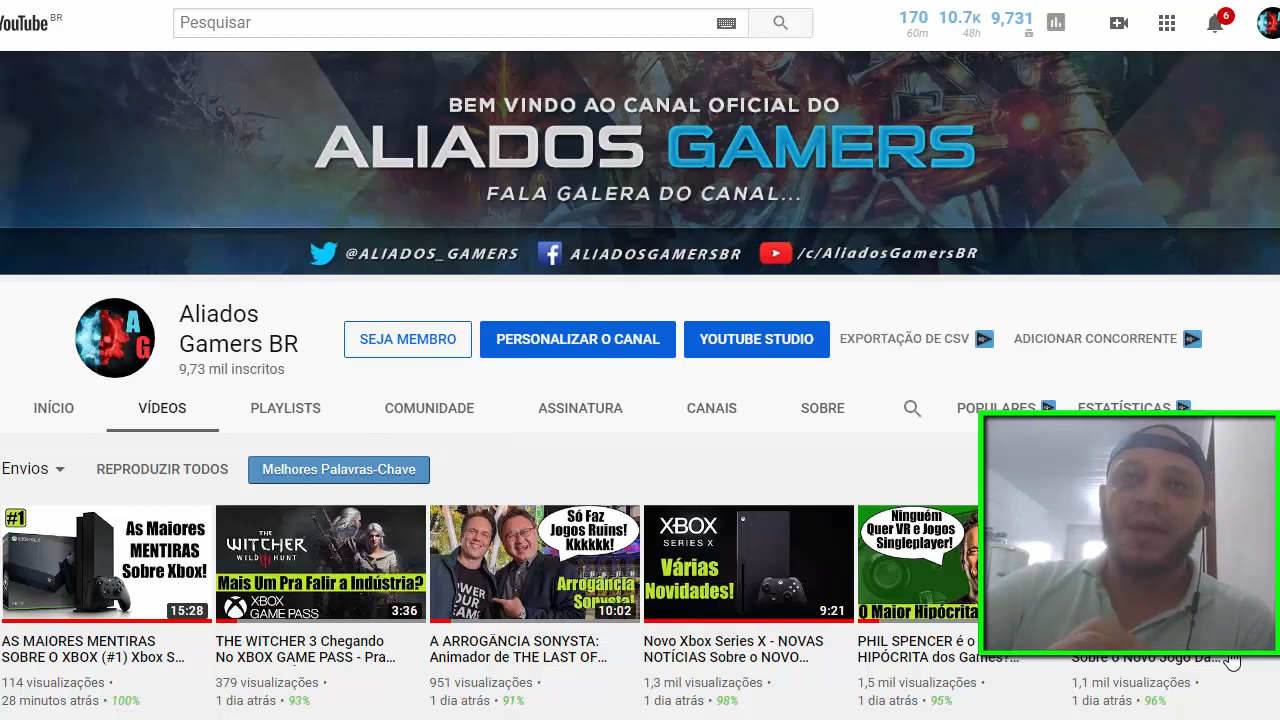 YouTube BR
Pesquisar
170 10.7K 9,731
60m 48h
6
BEM VINDO AO CANAL OFICIAL DO
ALIADOS GAMERS
FALA GALERA DO CANAL...
@ALIADOS_GAMERS ALIADOSGAMERSBR /c/AliadosGamersBR
AG
Aliados
Gamers BR
9,73 mil inscritos
SEJA MEMBRO PERSONALIZAR O CANAL YOUTUBE STUDIO EXPORTAÇÃO DE CSV ADICIONAR CONCORRENTE
INÍCIO VÍDEOS PLAYLISTS COMUNIDADE ASSINATURA CANAIS SOBRE POPULARES ESTATÍSTICAS
Envios REPRODUZIR TODOS Melhores Palavras-Chave
#1
As Maiores
MENTIRAS
Sobre Xbox!
15:28
THE
WITCHER
WILD HUNT
Mais Um Pra Falir a Indústria?
XBOX
GAME PASS
3:36
Só Faz
Jogos Ruins!
Kkkkkk!
Arrogância
Sonysta!
10:02
XBOX
SERIES X
Várias
Novidades!
9:21
Ninguém
Quer VR e Jogos
Singleplayer!
O Maior Hipócrita
AS MAIORES MENTIRAS
SOBRE O XBOX (#1) Xbox S...
114 visualizações •
28 minutos atrás • 100%
THE WITCHER 3 Chegando
No XBOX GAME PASS - Pra...
379 visualizações •
1 dia atrás • 93%
A ARROGÂNCIA SONYSTA:
Animador de THE LAST OF...
951 visualizações •
1 dia atrás • 91%
Novo Xbox Series X - NOVAS
NOTÍCIAS Sobre o NOVO...
1,3 mil visualizações •
1 dia atrás • 98%
PHIL SPENCER é o
HIPÓCRITA dos Games?...
1,5 mil visualizações •
1 dia atrás • 95%
Sobre o Novo Jogo Da...
1,1 mil visualizações •
1 dia atrás • 96%